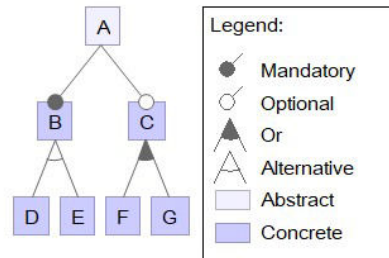 A
B
C
D
E
F
G
Legend:
Mandatory
Optional
Or
Alternative
Abstract
Concrete